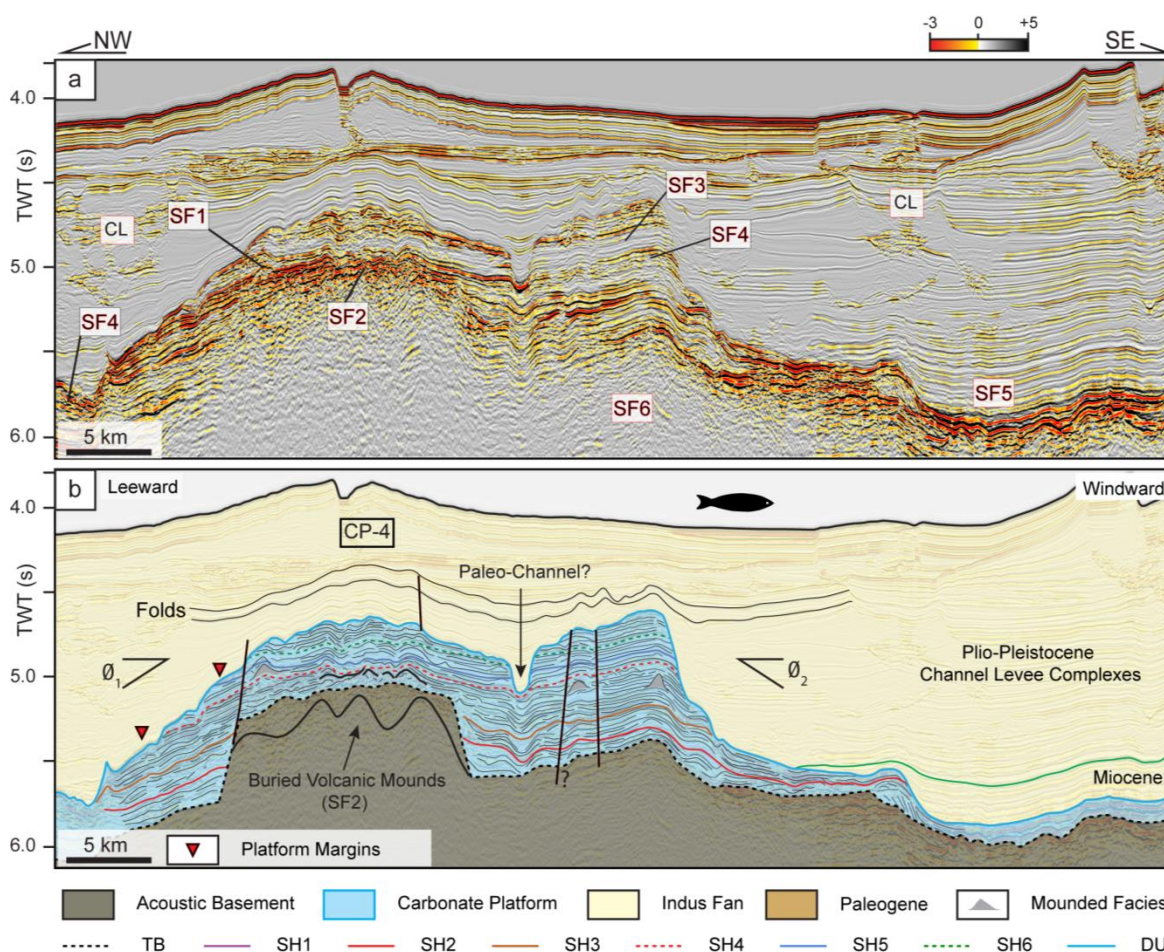 NW
-3 0 +5
SE
a
4.0
TWT (s)
SF3
CL
SF1
CL
SF4
5.0
SF4
SF2
SF5
SF6
6.0
5 km
b
Leeward
Windward
4.0
CP-4
Paleo-Channel?
TWT (s)
Folds
Ø1
5.0
Ø2
Plio-Pleistocene
Channel Levee Complexes
Buried Volcanic Mounds
(SF2)
?
Miocene
6.0
5 km
Platform Margins
Acoustic Basement Carbonate Platform Indus Fan Paleogene Mounded Facies
TB SH1 SH2 SH3 SH4 SH5 SH6 DU